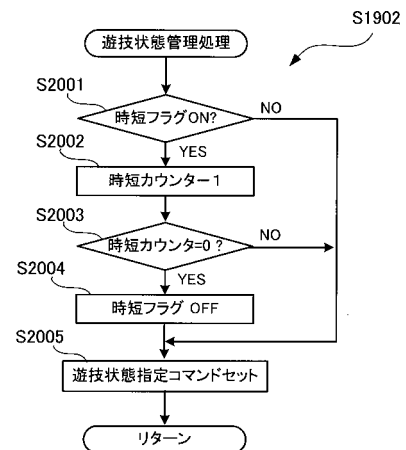 S1902
遊技状態管理処理
S2001
時短フラグON?
NO
YES
S2002
時短カウンタ－1
S2003
時短カウンタ=0？
NO
YES
S2004
時短フラグ OFF
S2005
遊技状態指定コマンドセット
リターン